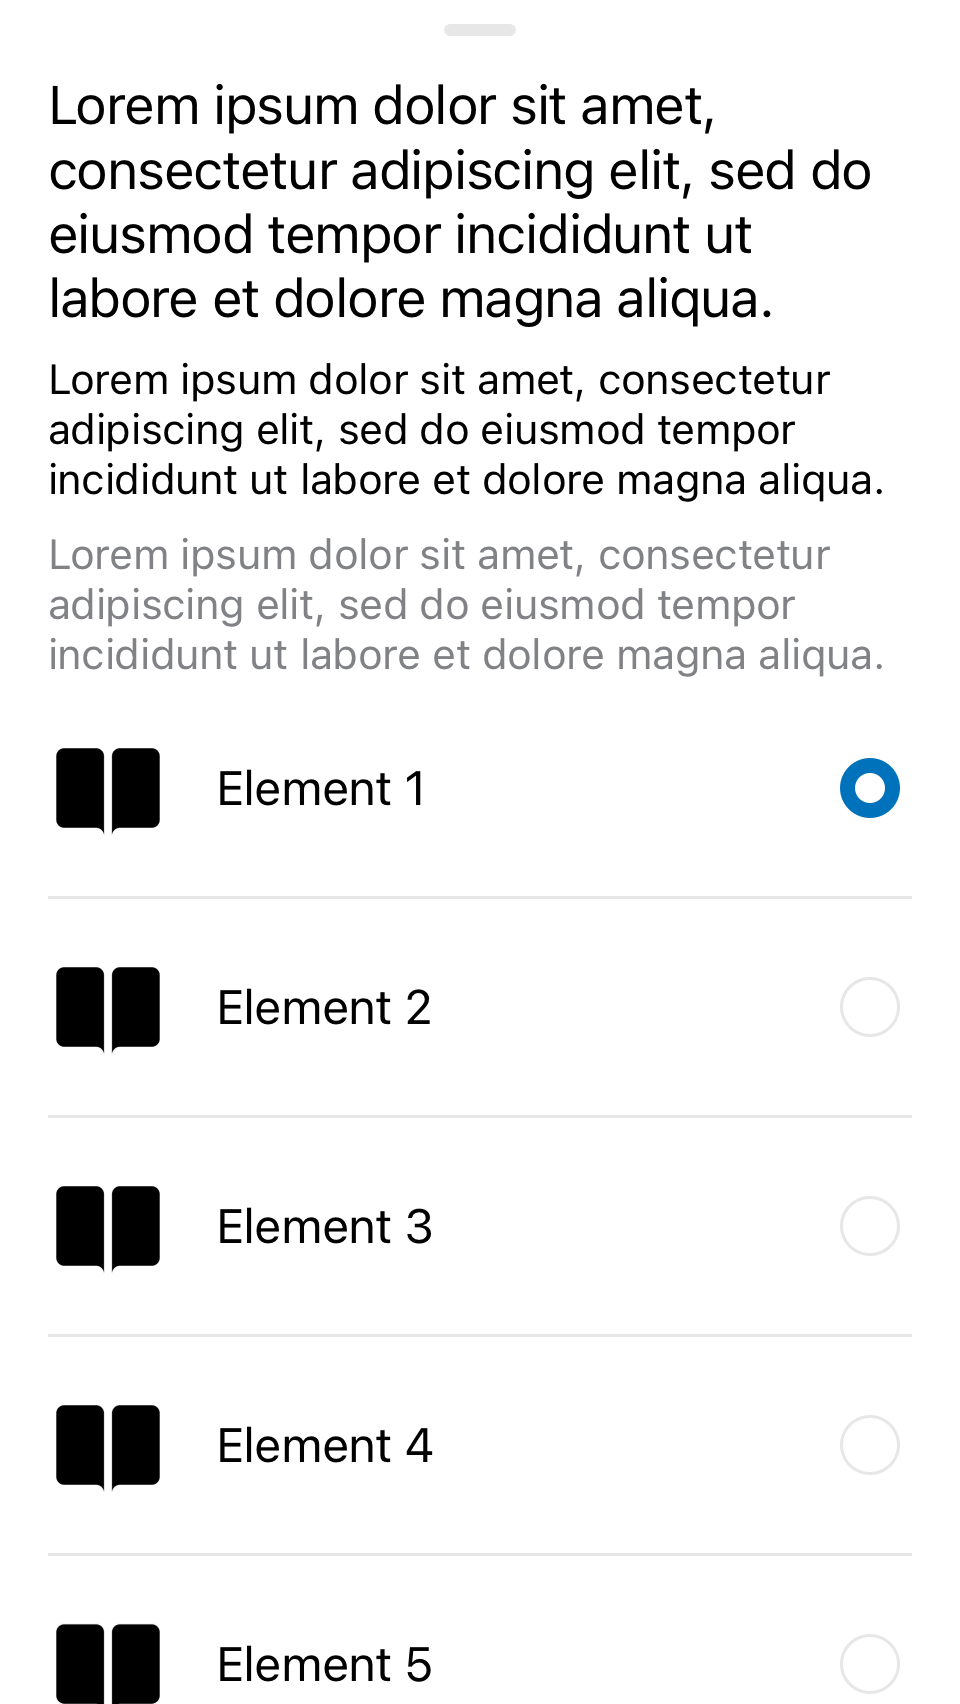 Lorem ipsum dolor sit amet,
consectetur adipiscing elit, sed do
eiusmod tempor incididunt ut
labore et dolore magna aliqua.
Lorem ipsum dolor sit amet, consectetur
adipiscing elit, sed do eiusmod tempor
incididunt ut labore et dolore magna aliqua.
Lorem ipsum dolor sit amet, consectetur
adipiscing elit, sed do eiusmod tempor
incididunt ut labore et dolore magna aliqua.
Element 1
Element 2
Element 3
Element 4
Element 5